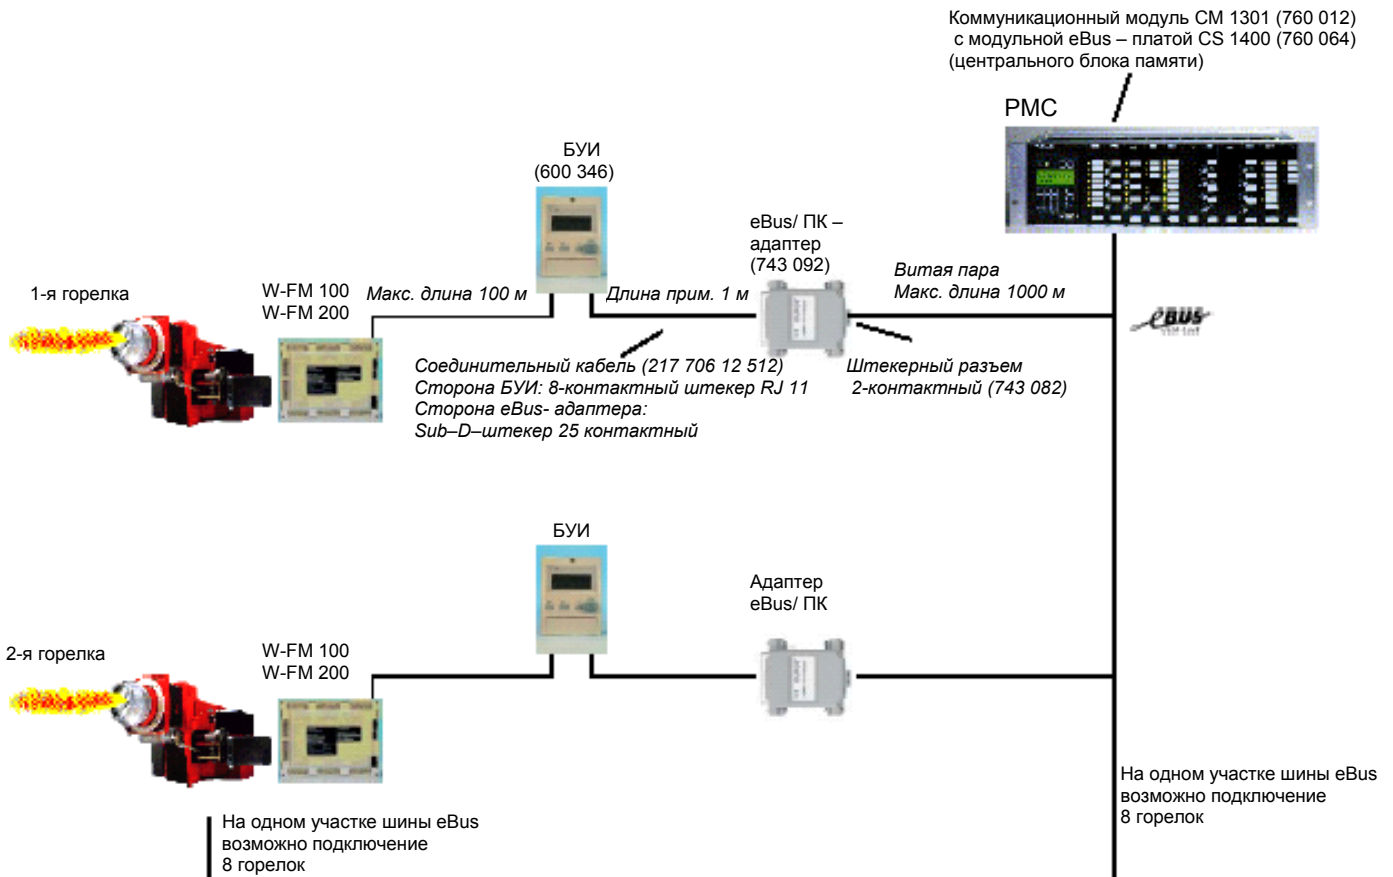 Коммуникационный модуль СМ 1301 (760 012)
с модульной eBus – платой CS 1400 (760 064)
(центрального блока памяти)
РМС
БУИ
(600 346)
eBus/ ПК –
адаптер
(743 092)
Витая пара
Макс. длина 1000 м
1-я горелка
W-FM 100
W-FM 200
Макс. длина 100 м
Длина прим. 1 м
eBUS
Соединительный кабель (217 706 12 512)
Сторона БУИ: 8-контактный штекер RJ 11
Сторона eBus- адаптера:
Sub–D–штекер 25 контактный
Штекерный разъем
2-контактный (743 082)
БУИ
Адаптер
eBus/ ПК
2-я горелка
W-FM 100
W-FM 200
На одном участке шины eBus
возможно подключение
8 горелок
На одном участке шины eBus
возможно подключение
8 горелок